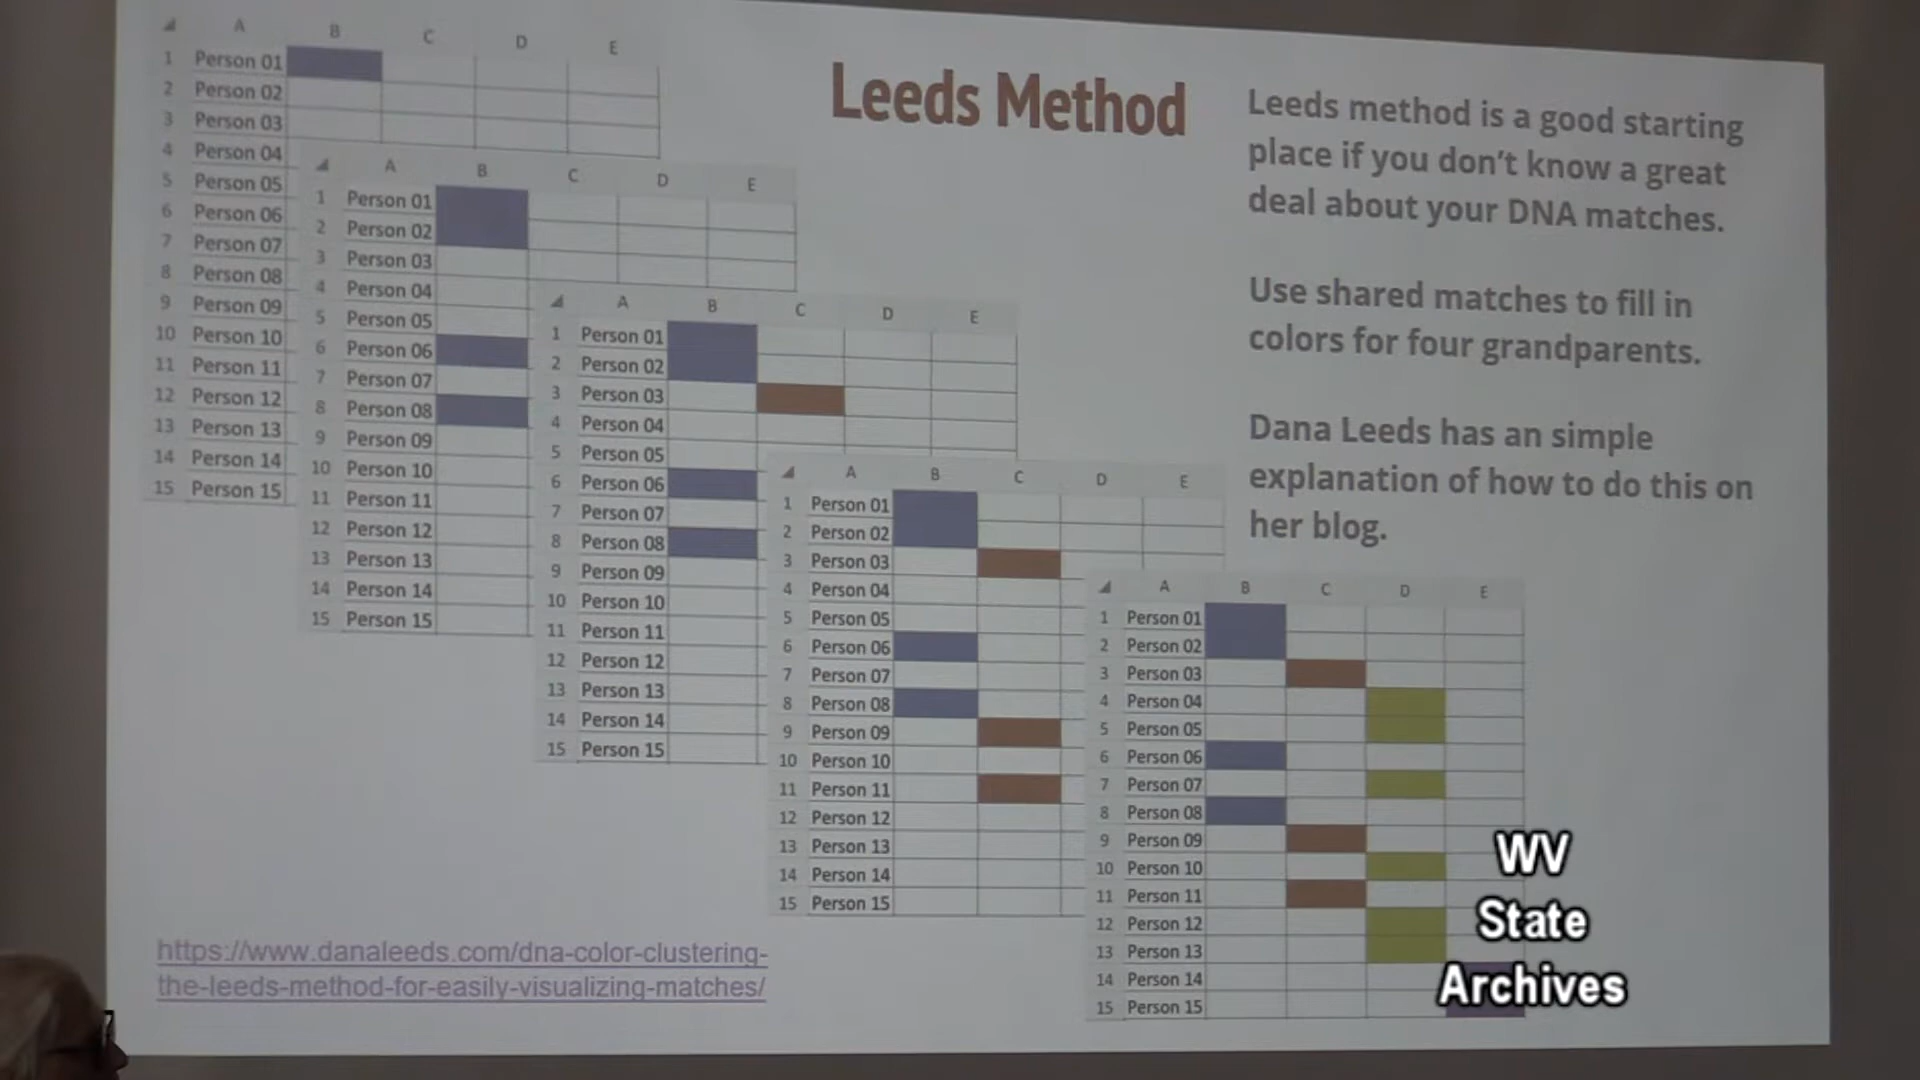 Leeds Method
Leeds method is a good starting
place if you don't know a great
deal about your DNA matches.
Use shared matches to fill in
colors for four grandparents.
Dana Leeds has an simple
explanation of how to do this on
her blog.
A B C D E
1 Person 01
2 Person 02
3 Person 03
4 Person 04
5 Person 05
6 Person 06
7 Person 07
8 Person 08
9 Person 09
10 Person 10
11 Person 11
12 Person 12
13 Person 13
14 Person 14
15 Person 15
A B C D E
1 Person 01
2 Person 02
3 Person 03
4 Person 04
5 Person 05
6 Person 06
7 Person 07
8 Person 08
9 Person 09
10 Person 10
11 Person 11
12 Person 12
13 Person 13
14 Person 14
15 Person 15
A B C D E
1 Person 01
2 Person 02
3 Person 03
4 Person 04
5 Person 05
6 Person 06
7 Person 07
8 Person 08
9 Person 09
10 Person 10
11 Person 11
12 Person 12
13 Person 13
14 Person 14
15 Person 15
A B C D E
1 Person 01
2 Person 02
3 Person 03
4 Person 04
5 Person 05
6 Person 06
7 Person 07
8 Person 08
9 Person 09
10 Person 10
11 Person 11
12 Person 12
13 Person 13
14 Person 14
15 Person 15
A B C D E
1 Person 01
2 Person 02
3 Person 03
4 Person 04
5 Person 05
6 Person 06
7 Person 07
8 Person 08
9 Person 09
10 Person 10
11 Person 11
12 Person 12
13 Person 13
14 Person 14
15 Person 15
https://www.danaleeds.com/dna-color-clustering-
the-leeds-method-for-easily-visualizing-matches/
WV
State
Archives